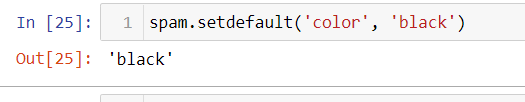 In [25]: 1 spam.setdefault('color', 'black')
Out[25]: 'black'